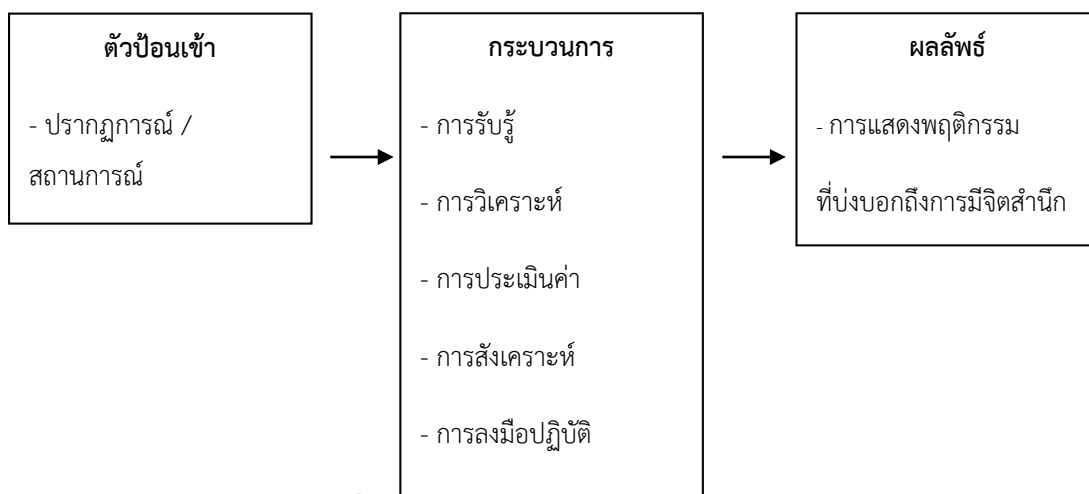 ตัวป้อนเข้า
- ปรากฏการณ์ /
สถานการณ์
กระบวนการ
- การรับรู้
- การวิเคราะห์
- การประเมินค่า
- การสังเคราะห์
- การลงมือปฏิบัติ
ผลลัพธ์
- การแสดงพฤติกรรม
ที่บ่งบอกถึงการมีจิตสำนึก